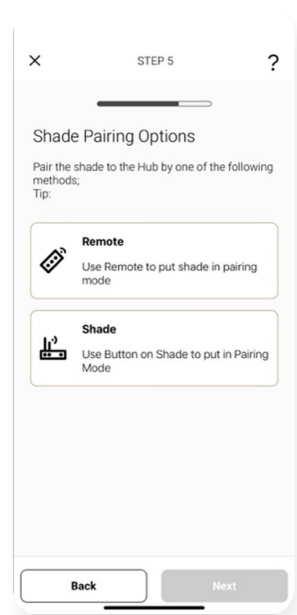 STEP 5
?
Shade Pairing Options
Pair the shade to the Hub by one of the following
methods;
Tip:
Remote
Use Remote to put shade in pairing
mode
Shade
Use Button on Shade to put in Pairing
Mode
Back
Next